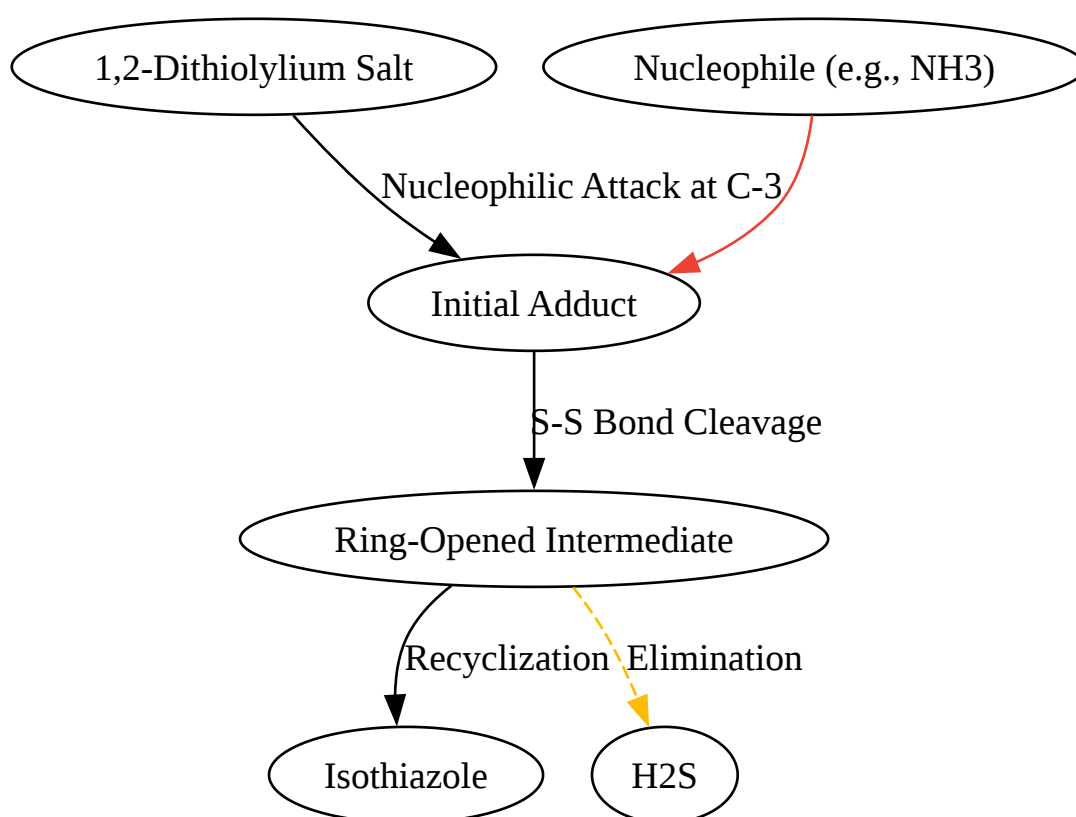 1,2-Dithiolylium Salt
Nucleophile (e.g., NH3)
Nucleophilic Attack at C-3
Initial Adduct
S-S Bond Cleavage
Ring-Opened Intermediate
Recyclization
Elimination
Isothiazole
H2S